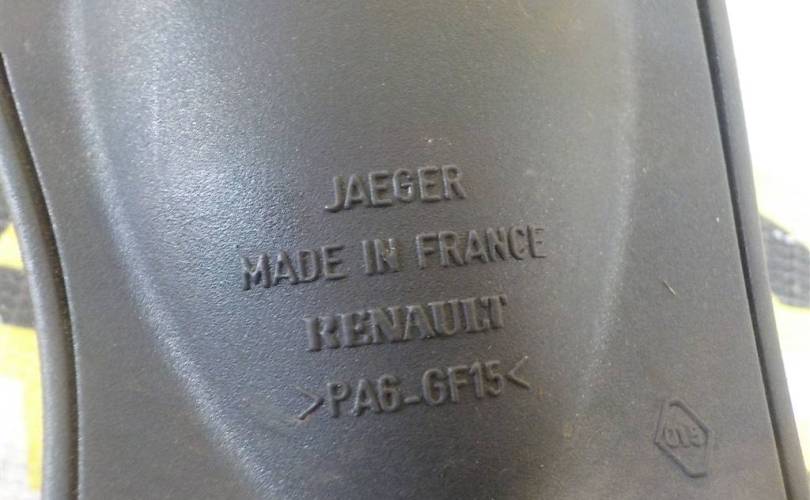 JAEGER
MADE IN FRANCE
RENAULT
>PA6-GF15<